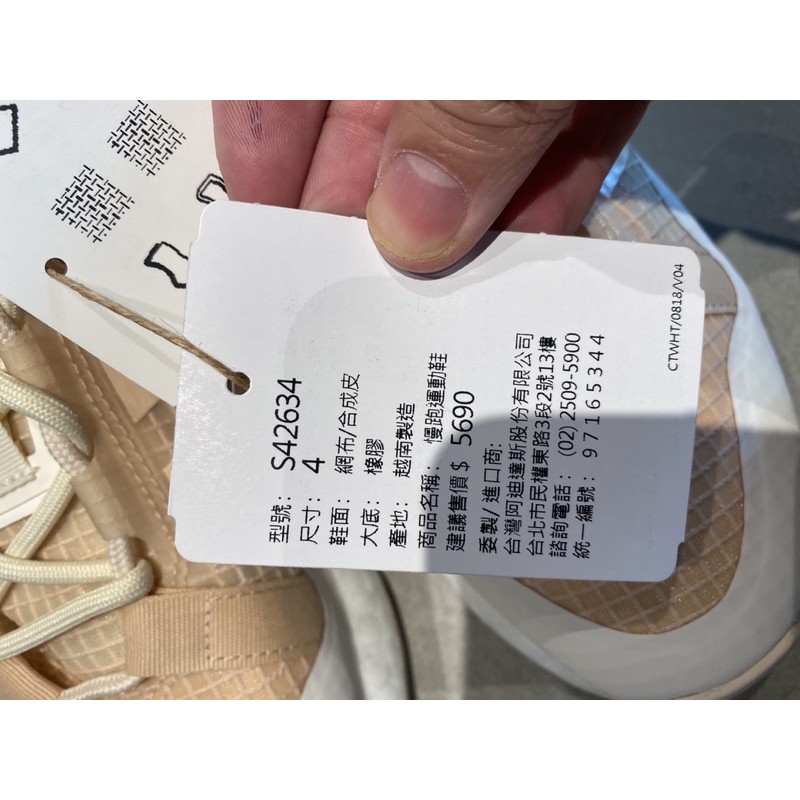 型號： S42634
尺寸： 4
鞋面： 網布/合成皮
大底： 橡膠
產地： 越南製造
商品名稱： 慢跑運動鞋
建議售價 $ 5690
委製/ 進口商:
台灣阿迪達斯股份有限公司
台北市民權東路3段2號13樓
諮詢電話： (02) 2509-5900
統一編號： 97165344
CTWHT/0818/V04